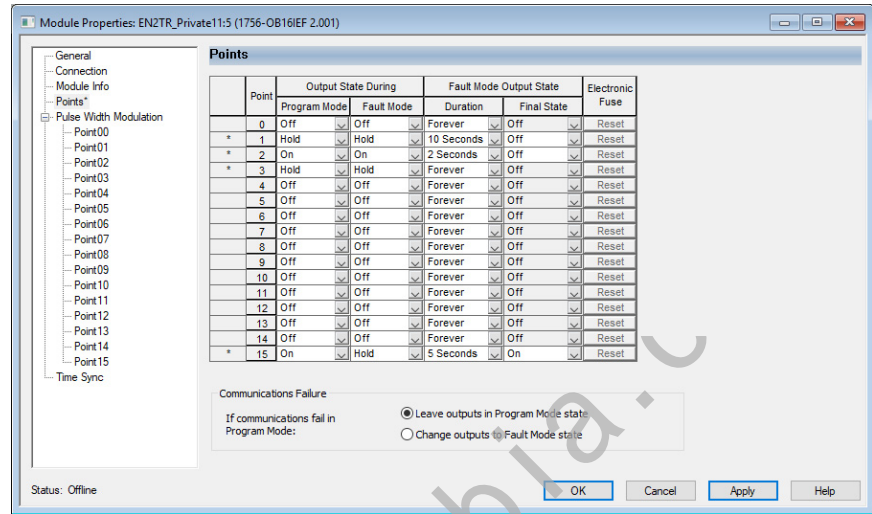 Module Properties: EN2TR_Private11:5 (1756-OB16IEF 2.001)
General
Connection
Module Info
Points*
Pulse Width Modulation
Point00
Point01
Point02
Point03
Point04
Point05
Point06
Point07
Point08
Point09
Point10
Point11
Point12
Point13
Point14
Point15
Time Sync
Points
Point Output State During Fault Mode Output State Electronic Fuse
Program Mode Fault Mode Duration Final State
0 Off Off Forever Off Reset
* 1 Hold Hold 10 Seconds Off Reset
* 2 On On 2 Seconds Off Reset
* 3 Hold Hold Forever Off Reset
4 Off Off Forever Off Reset
5 Off Off Forever Off Reset
6 Off Off Forever Off Reset
7 Off Off Forever Off Reset
8 Off Off Forever Off Reset
9 Off Off Forever Off Reset
10 Off Off Forever Off Reset
11 Off Off Forever Off Reset
12 Off Off Forever Off Reset
13 Off Off Forever Off Reset
14 Off Off Forever Off Reset
* 15 On Hold 5 Seconds On Reset
Communications Failure
If communications fail in
Program Mode:
Leave outputs in Program Mode state
Change outputs to Fault Mode state
Status: Offline
OK Cancel Apply Help